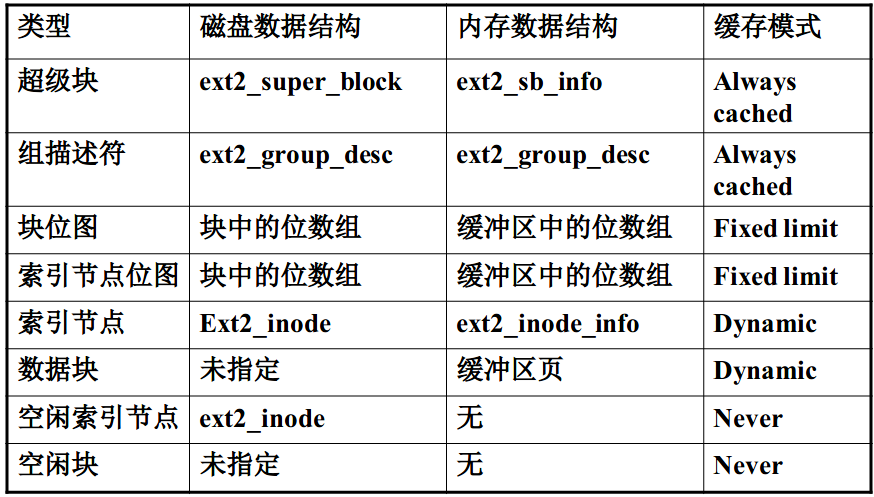 类型 磁盘数据结构 内存数据结构 缓存模式
超级块 ext2_super_block ext2_sb_info Always
cached
组描述符 ext2_group_desc ext2_group_desc Always
cached
块位图 块中的位数组 缓冲区中的位数组 Fixed limit
索引节点位图 块中的位数组 缓冲区中的位数组 Fixed limit
索引节点 Ext2_inode ext2_inode_info Dynamic
数据块 未指定 缓冲区页 Dynamic
空闲索引节点 ext2_inode 无 Never
空闲块 未指定 无 Never